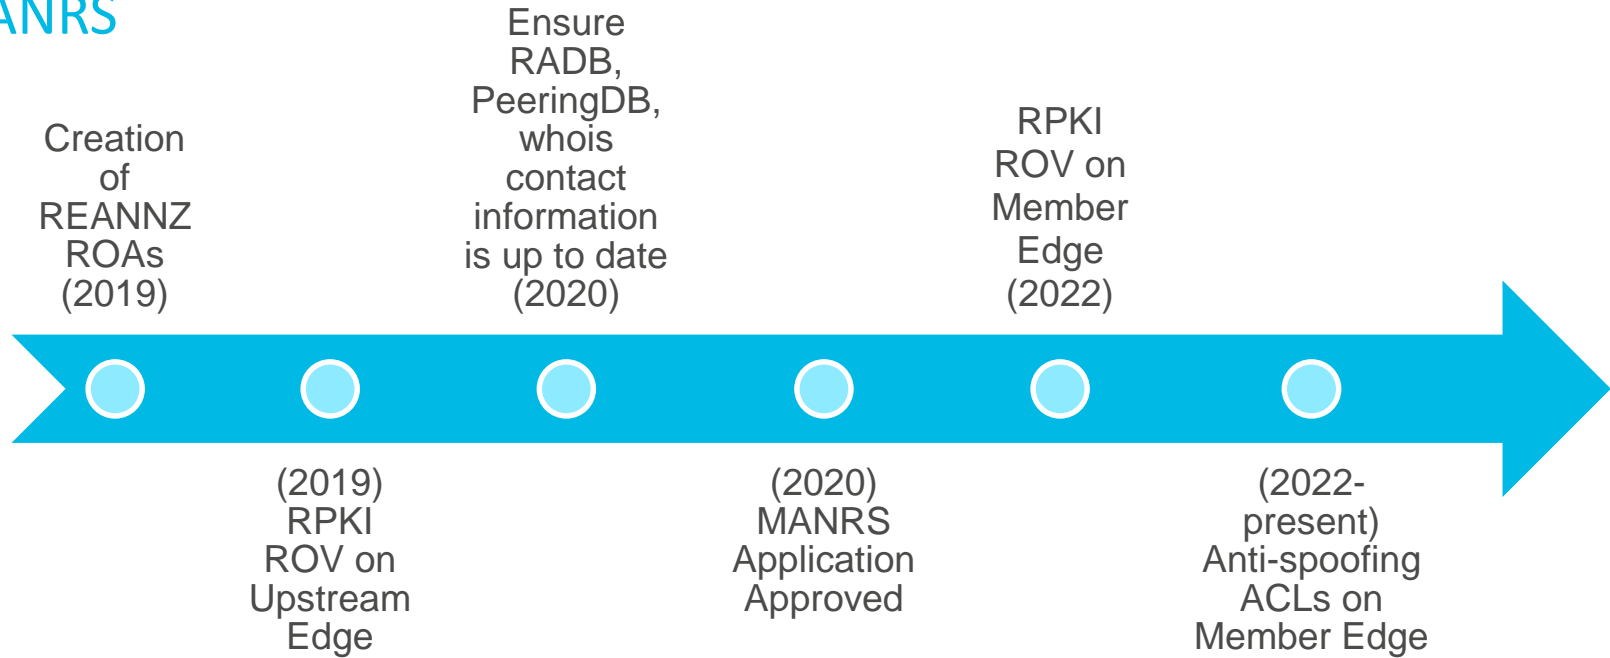 ANRS
Creation
of
REANNZ
ROAs
(2019)
(2019)
RPKI
ROV on
Upstream
Edge
Ensure
RADB,
PeeringDB,
whois
contact
information
is up to date
(2020)
(2020)
MANRS
Application
Approved
RPKI
ROV on
Member
Edge
(2022)
(2022-
present)
Anti-spoofing
ACLs on
Member Edge